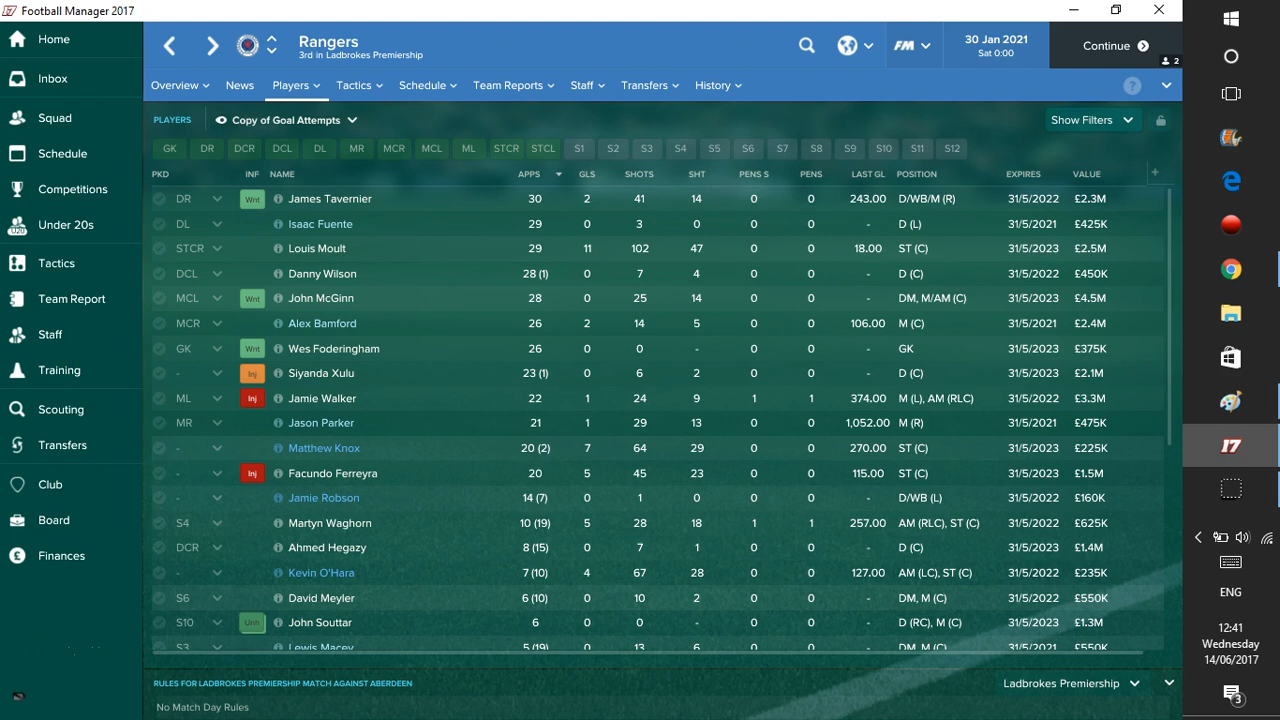 Football Manager 2017
Home
Inbox
Squad
Schedule
Competitions
Under 20s
Tactics
Team Report
Staff
Training
Scouting
Transfers
Club
Board
Finances
Rangers
3rd in Ladbrokes Premiership
FM
30 Jan 2021
Sat 0:00
Continue
2
Overview News Players Tactics Schedule Team Reports Staff Transfers History ?
PLAYERS Copy of Goal Attempts Show Filters
GK DR DCR DCL DL MR MCR MCL ML STCR STCL S1 S2 S3 S4 S5 S6 S7 S8 S9 S10 S11 S12
PKD INF NAME APPS GLS SHOTS SHT PENS S PENS LAST GL POSITION EXPIRES VALUE +
DR Wnt James Tavernier 30 2 41 14 0 0 243.00 D/WB/M (R) 31/5/2022 £2.3M
DL Isaac Fuente 29 0 3 0 0 0 - D (L) 31/5/2021 £425K
STCR Louis Moult 29 11 102 47 0 0 18.00 ST (C) 31/5/2023 £2.5M
DCL Danny Wilson 28 (1) 0 7 4 0 0 - D (C) 31/5/2022 £450K
MCL Wnt John McGinn 28 0 25 14 0 0 - DM, M/AM (C) 31/5/2023 £4.5M
MCR Alex Bamford 26 2 14 5 0 0 106.00 M (C) 31/5/2021 £2.4M
GK Wnt Wes Foderingham 26 0 0 - 0 0 - GK 31/5/2023 £375K
- Inj Siyanda Xulu 23 (1) 0 6 2 0 0 - D (C) 31/5/2023 £2.1M
ML Inj Jamie Walker 22 1 24 9 1 1 374.00 M (L), AM (RLC) 31/5/2023 £3.3M
MR Jason Parker 21 1 29 13 0 0 1,052.00 M (R) 31/5/2021 £475K
- Matthew Knox 20 (2) 7 64 29 0 0 270.00 ST (C) 31/5/2023 £225K
- Inj Facundo Ferreyra 20 5 45 23 0 0 115.00 ST (C) 31/5/2023 £1.5M
- Jamie Robson 14 (7) 0 1 0 0 0 - D/WB (L) 31/5/2022 £160K
S4 Martyn Waghorn 10 (19) 5 28 18 1 1 257.00 AM (RLC), ST (C) 31/5/2022 £625K
DCR Ahmed Hegazy 8 (15) 0 7 1 0 0 - D (C) 31/5/2023 £1.4M
- Kevin O'Hara 7 (10) 4 67 28 0 0 127.00 AM (LC), ST (C) 31/5/2022 £235K
S6 David Meyler 6 (10) 0 10 2 0 0 - DM, M (C) 31/5/2022 £550K
S10 Unh John Souttar 6 0 0 - 0 0 - D (RC), M (C) 31/5/2023 £1.3M
S3 Lewis Macey 5 (19) 0 13 6 0 0 - DM, M (C) 31/5/2021 £550K
RULES FOR LADBROKES PREMIERSHIP MATCH AGAINST ABERDEEN Ladbrokes Premiership
No Match Day Rules
17
ENG
12:41
Wednesday
14/06/2017
3